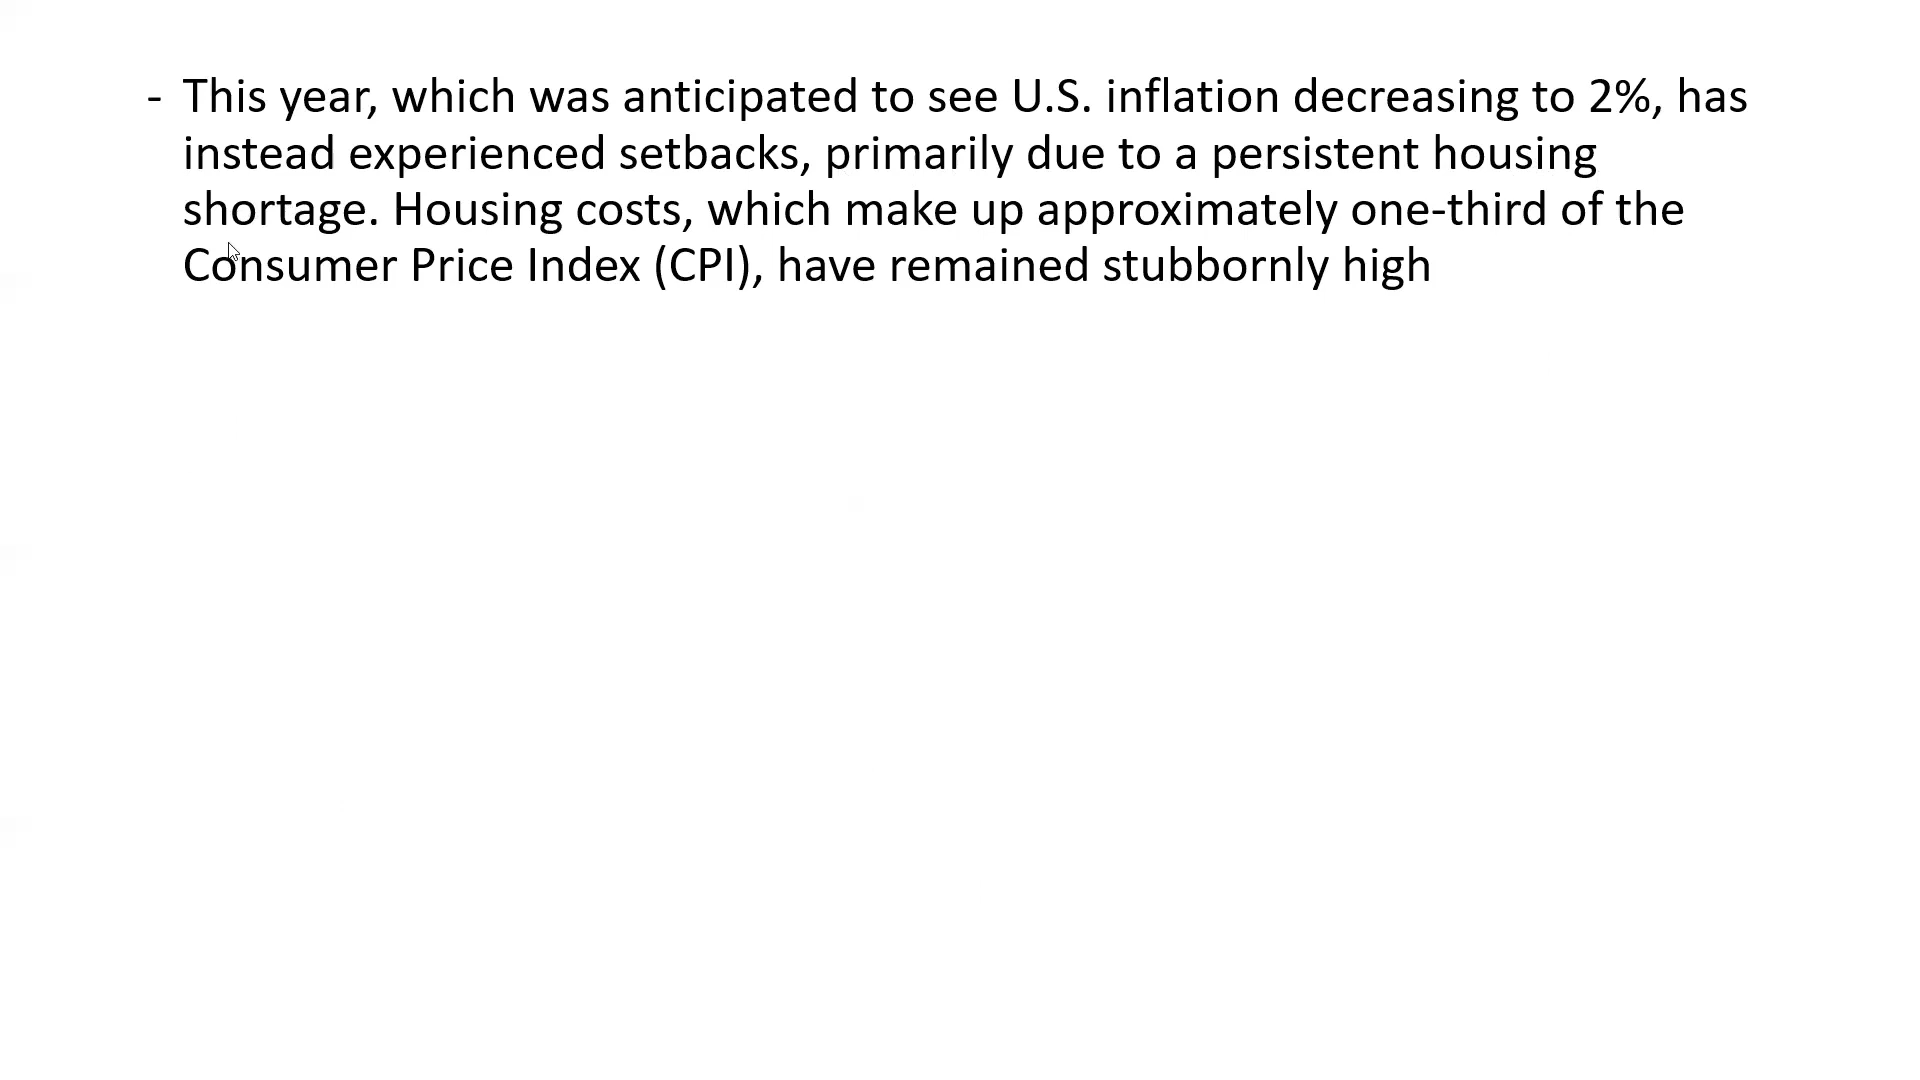 - This year, which was anticipated to see U.S. inflation decreasing to 2%, has
instead experienced setbacks, primarily due to a persistent housing
shortage. Housing costs, which make up approximately one-third of the
Consumer Price Index (CPI), have remained stubbornly high